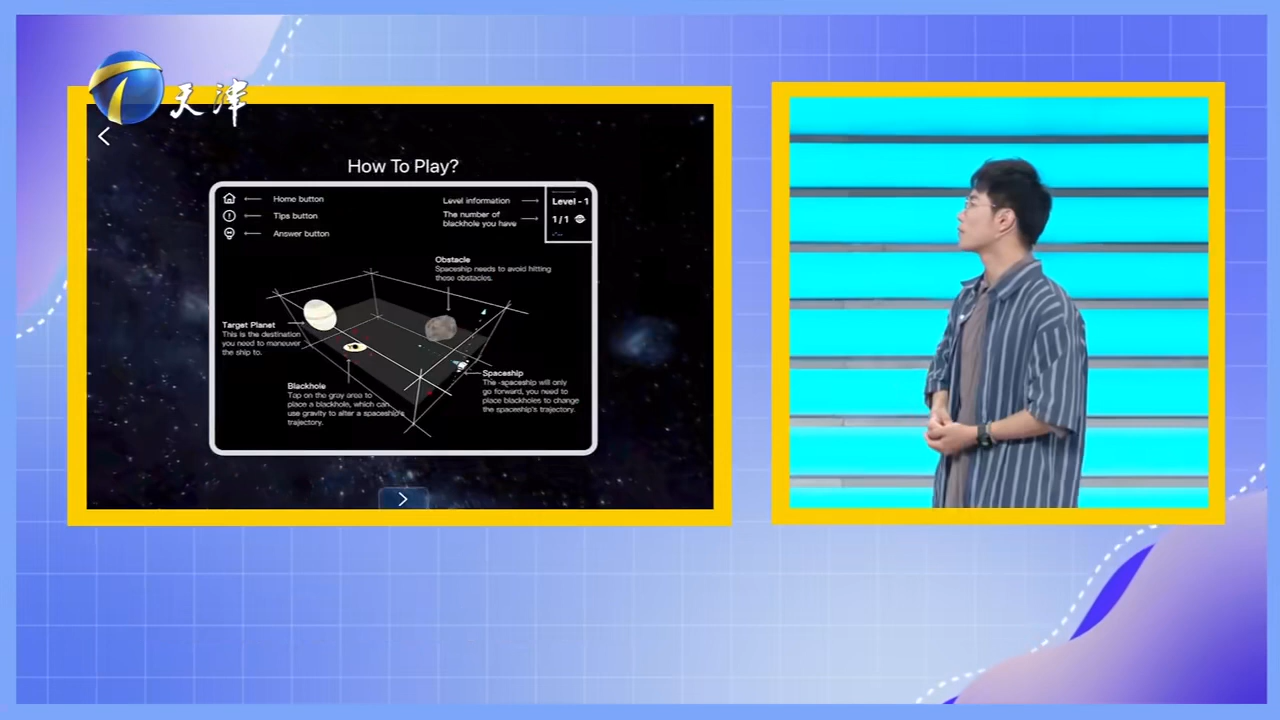 天津
How To Play?
Home button
Tips button
Answer button
Level information
The number of
blackhole you have
Level - 1
1 / 1
Obstacle
Spaceship needs to avoid hitting
these obstacles.
Target Planet
This is the destination
you need to maneuver
the ship to.
Blackhole
Tap on the gray area to
place a blackhole, which can
use gravity to alter a spaceship's
trajectory.
Spaceship
The -spaceship will only
go forward, you need to
place blackholes to change
the spaceship's trajectory.